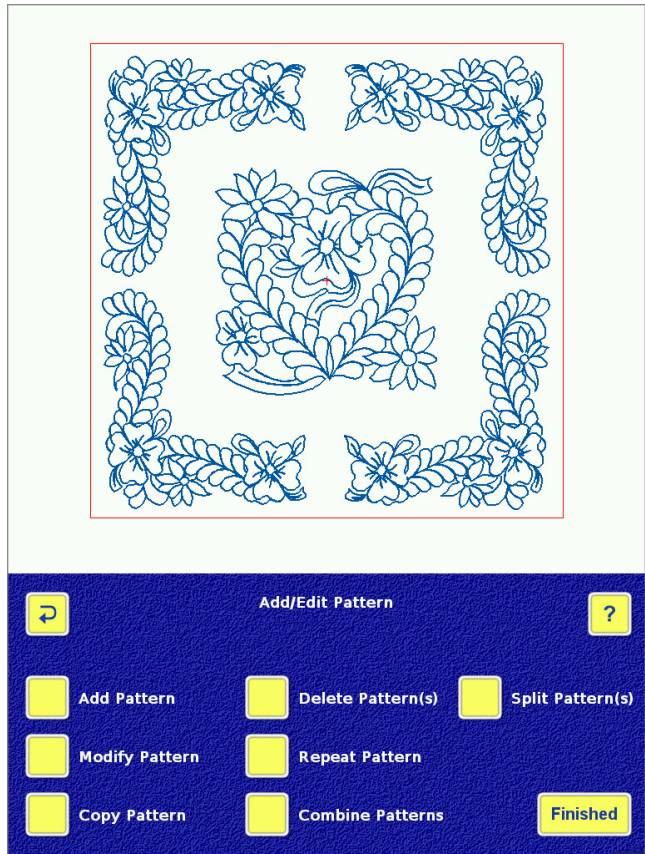 Add/Edit Pattern
?
Add Pattern
Delete Pattern(s)
Split Pattern(s)
Modify Pattern
Repeat Pattern
Copy Pattern
Combine Patterns
Finished